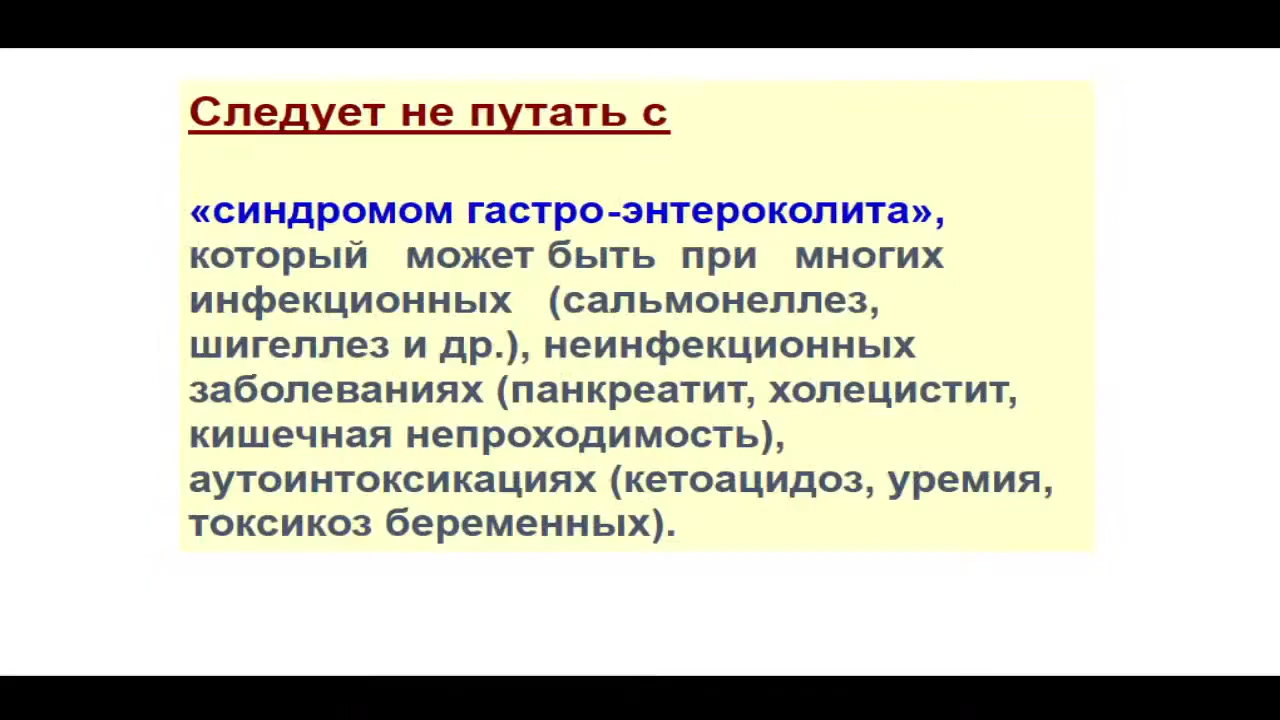 Следует не путать с
«синдромом гастро-энтероколита»,
который может быть при многих
инфекционных (сальмонеллез,
шигеллез и др.), неинфекционных
заболеваниях (панкреатит, холецистит,
кишечная непроходимость),
аутоинтоксикациях (кетоацидоз, уремия,
токсикоз беременных).